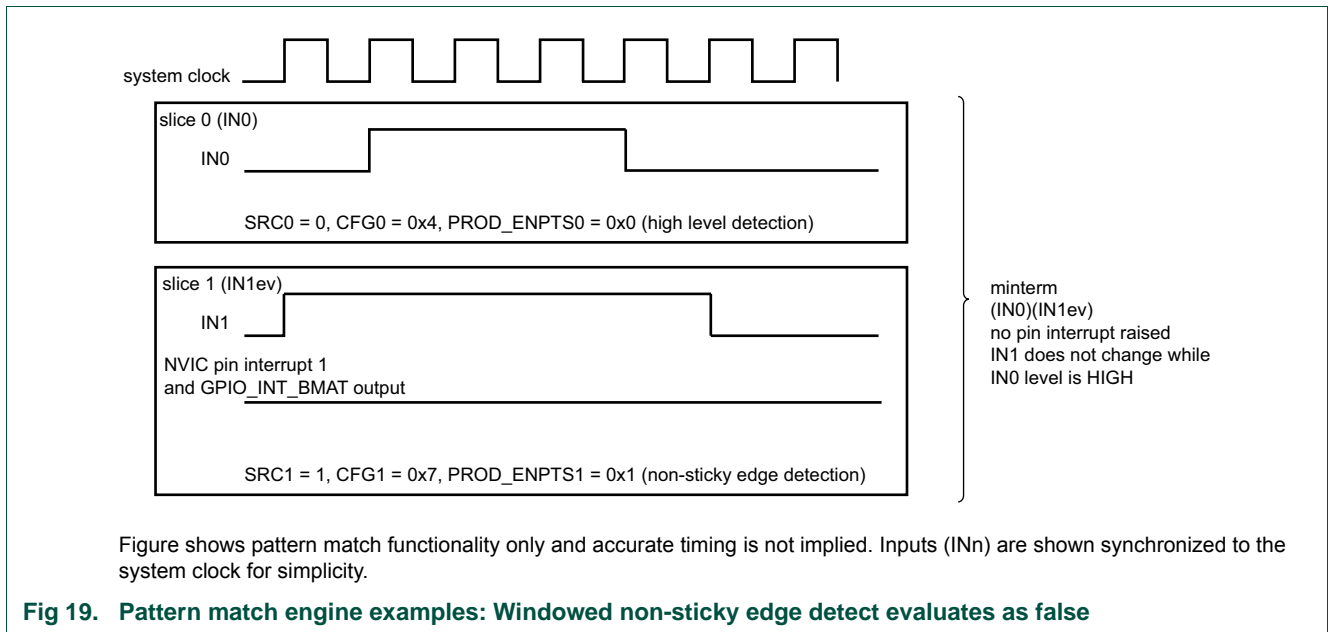 system clock
slice 0 (IN0)
IN0
SRC0 = 0, CFG0 = 0x4, PROD_ENPTS0 = 0x0 (high level detection)
slice 1 (IN1ev)
IN1
NVIC pin interrupt 1
and GPIO_INT_BMAT output
SRC1 = 1, CFG1 = 0x7, PROD_ENPTS1 = 0x1 (non-sticky edge detection)
minterm
(IN0)(IN1ev)
no pin interrupt raised
IN1 does not change while
IN0 level is HIGH
Figure shows pattern match functionality only and accurate timing is not implied. Inputs (INn) are shown synchronized to the
system clock for simplicity.
Fig 19. Pattern match engine examples: Windowed non-sticky edge detect evaluates as false